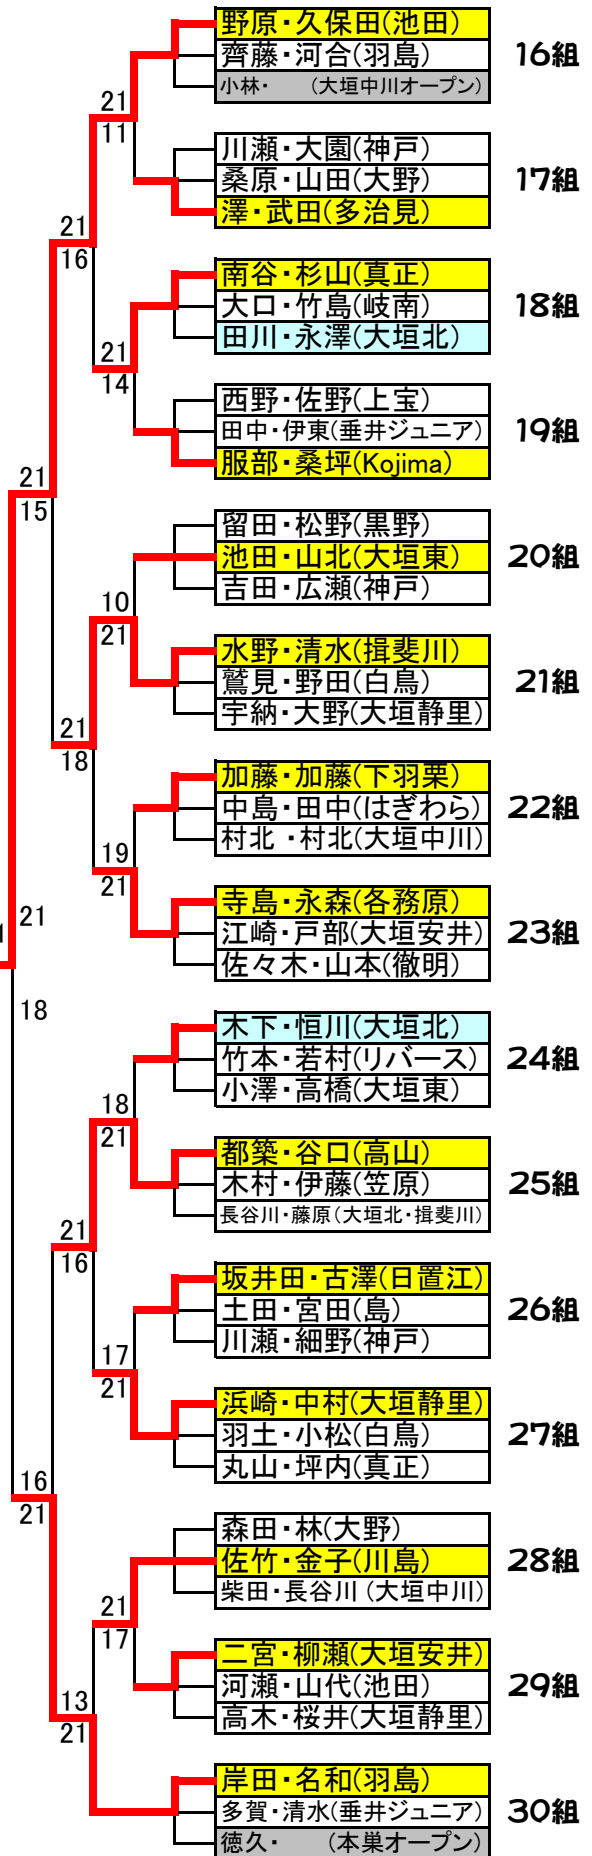 野原・久保田(池田)
齊藤・河合(羽島)
小林・　(大垣中川オープン)
16組
21
11
川瀬・大園(神戸)
桑原・山田(大野)
澤・武田(多治見)
17組
21
16
南谷・杉山(真正)
大口・竹島(岐南)
田川・永澤(大垣北)
18組
21
14
西野・佐野(上宝)
田中・伊東(垂井ジュニア)
服部・桑坪(Kojima)
19組
21
15
留田・松野(黒野)
池田・山北(大垣東)
吉田・広瀬(神戸)
20組
10
21
水野・清水(揖斐川)
鷲見・野田(白鳥)
宇納・大野(大垣静里)
21組
21
18
加藤・加藤(下羽栗)
中島・田中(はぎわら)
村北・村北(大垣中川)
22組
19
21
寺島・永森(各務原)
江崎・戸部(大垣安井)
佐々木・山本(徹明)
23組
21
18
木下・恒川(大垣北)
竹本・若村(リバース)
小澤・高橋(大垣東)
24組
18
21
都築・谷口(高山)
木村・伊藤(笠原)
長谷川・藤原(大垣北・揖斐川)
25組
21
16
坂井田・古澤(日置江)
土田・宮田(島)
川瀬・細野(神戸)
26組
17
21
浜崎・中村(大垣静里)
羽土・小松(白鳥)
丸山・坪内(真正)
27組
16
21
森田・林(大野)
佐竹・金子(川島)
柴田・長谷川(大垣中川)
28組
21
17
二宮・柳瀬(大垣安井)
河瀬・山代(池田)
高木・桜井(大垣静里)
29組
13
21
岸田・名和(羽島)
多賀・清水(垂井ジュニア)
徳久・　(本巣オープン)
30組